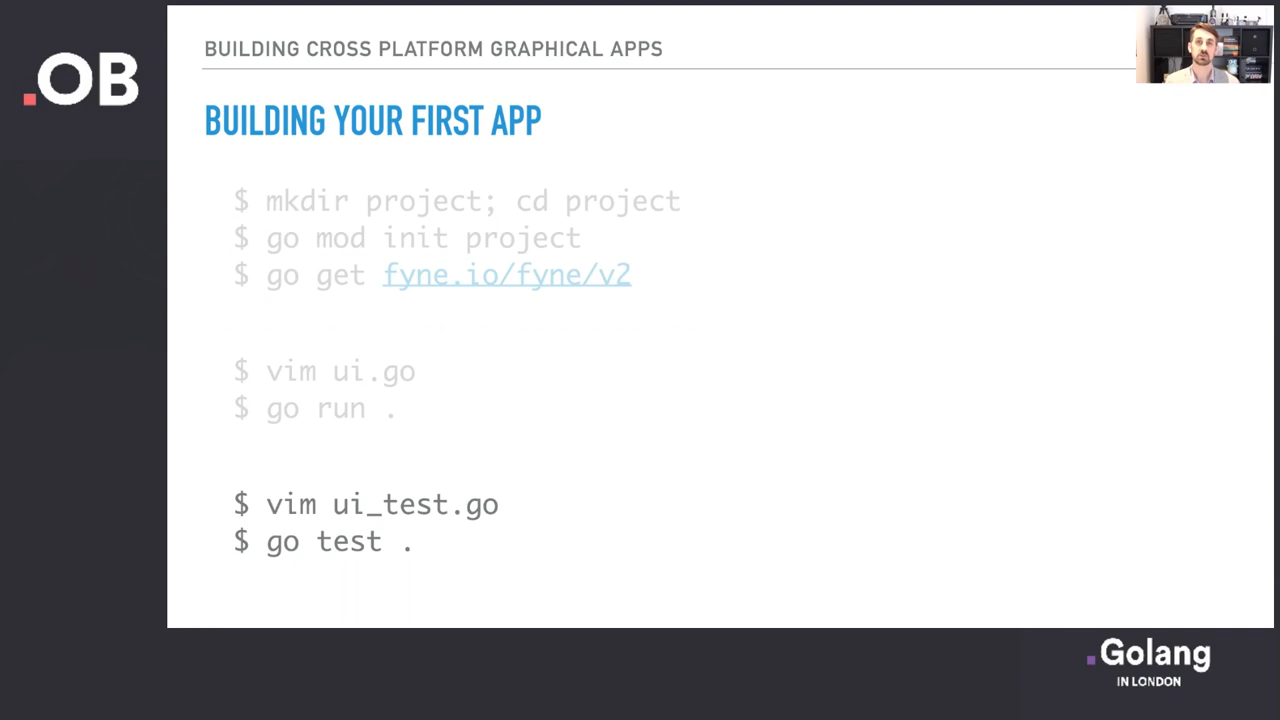 .OB
BUILDING CROSS PLATFORM GRAPHICAL APPS
BUILDING YOUR FIRST APP
$ mkdir project; cd project
$ go mod init project
$ go get fyne.io/fyne/v2
$ vim ui.go
$ go run .
$ vim ui_test.go
$ go test .
.Golang
IN LONDON